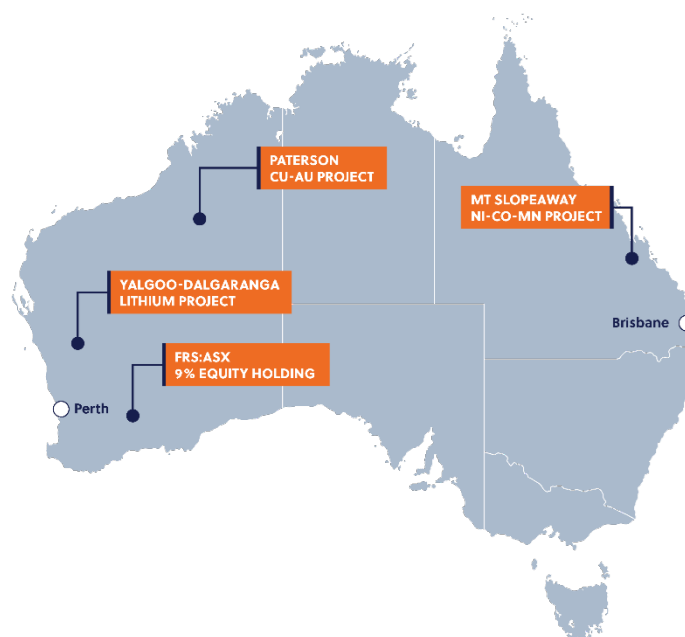 PATERSON
CU-AU PROJECT
MT SLOPEAWAY
NI-CO-MN PROJECT
YALGOO-DALGARANGA
LITHIUM PROJECT
Brisbane
FRS:ASX
9% EQUITY HOLDING
Perth